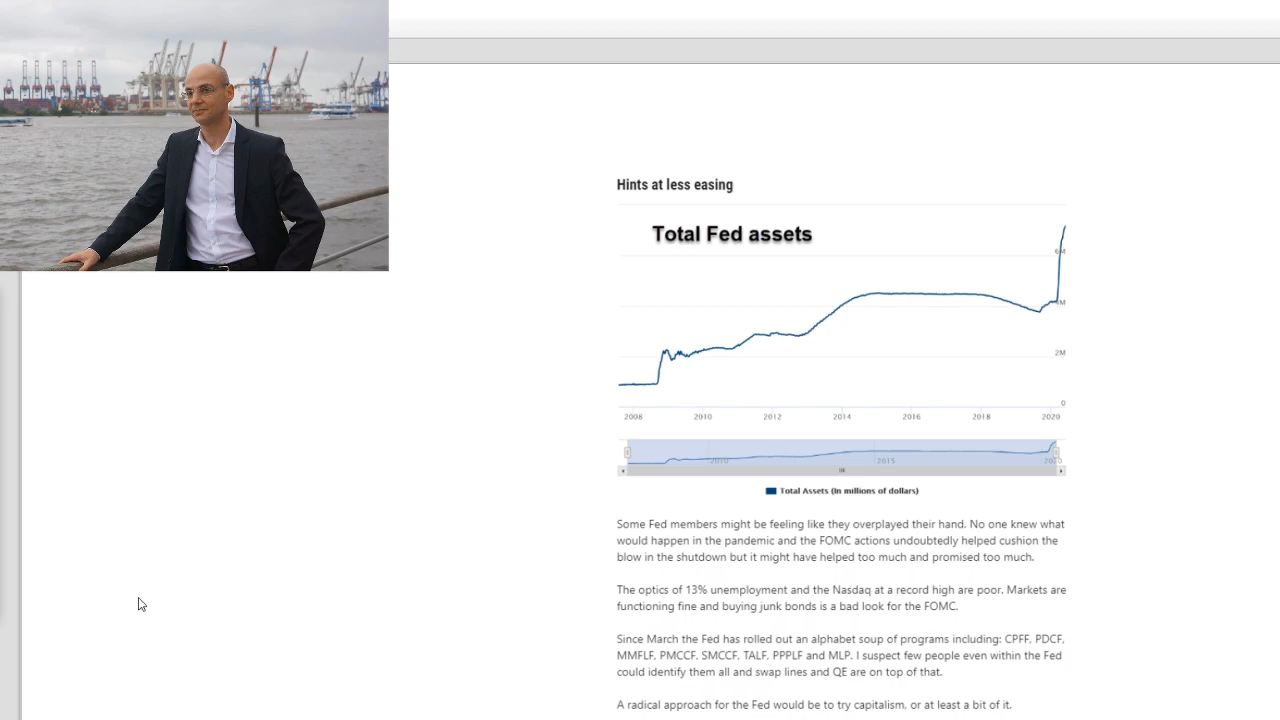 Hints at less easing
Total Fed assets
6M
4M
2M
0
2008 2010 2012 2014 2016 2018 2020
2010 2015 2020
Total Assets (in millions of dollars)
Some Fed members might be feeling like they overplayed their hand. No one knew what
would happen in the pandemic and the FOMC actions undoubtedly helped cushion the
blow in the shutdown but it might have helped too much and promised too much.
The optics of 13% unemployment and the Nasdaq at a record high are poor. Markets are
functioning fine and buying junk bonds is a bad look for the FOMC.
Since March the Fed has rolled out an alphabet soup of programs including: CPFF, PDCF,
MMFLF, PMCCF, SMCCF, TALF, PPPLF and MLP. I suspect few people even within the Fed
could identify them all and swap lines and QE are on top of that.
A radical approach for the Fed would be to try capitalism, or at least a bit of it.